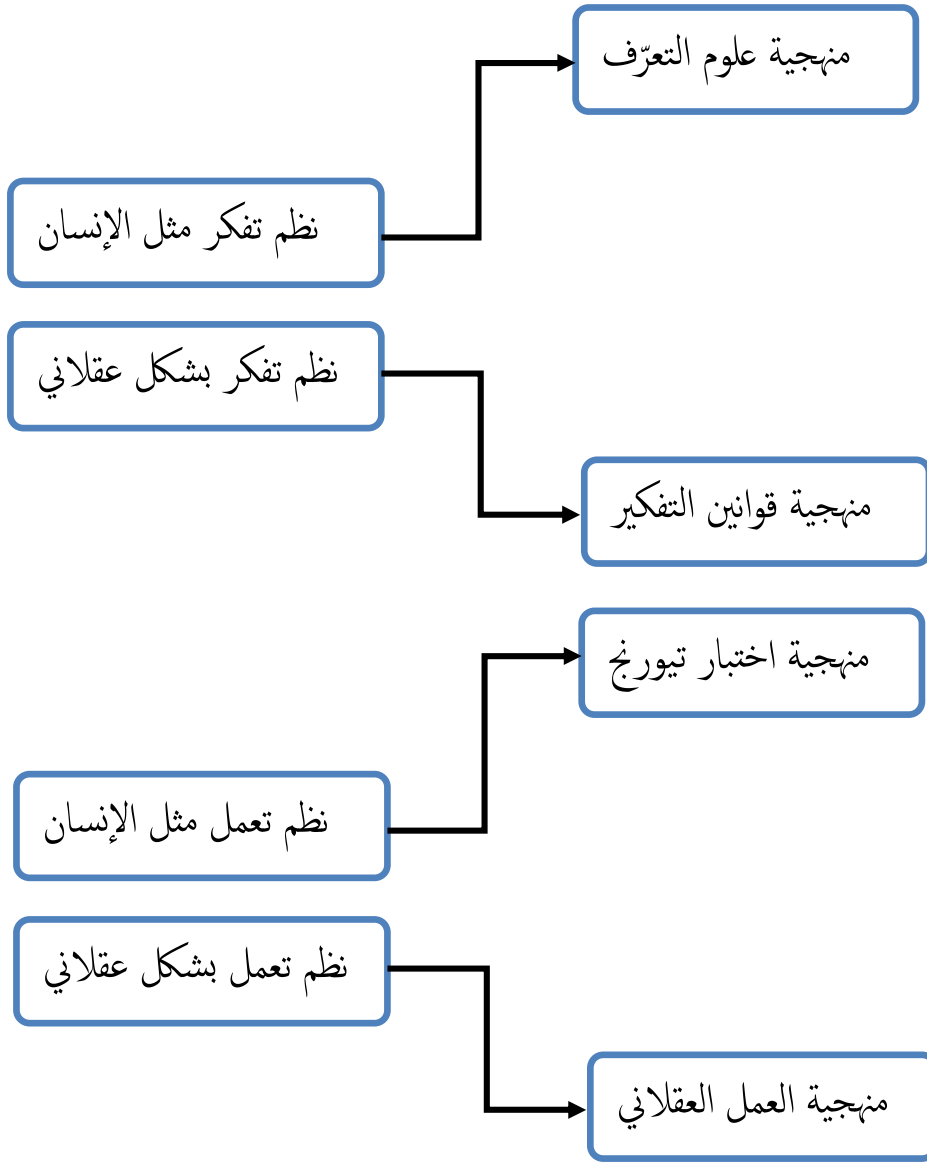 منهجية علوم التعرّف
نظم تفكر مثل الإنسان
نظم تفكر بشكل عقلاني
منهجية قوانين التفكير
منهجية اختبار تيورنج
نظم تعمل مثل الإنسان
نظم تعمل بشكل عقلاني
منهجية العمل العقلاني